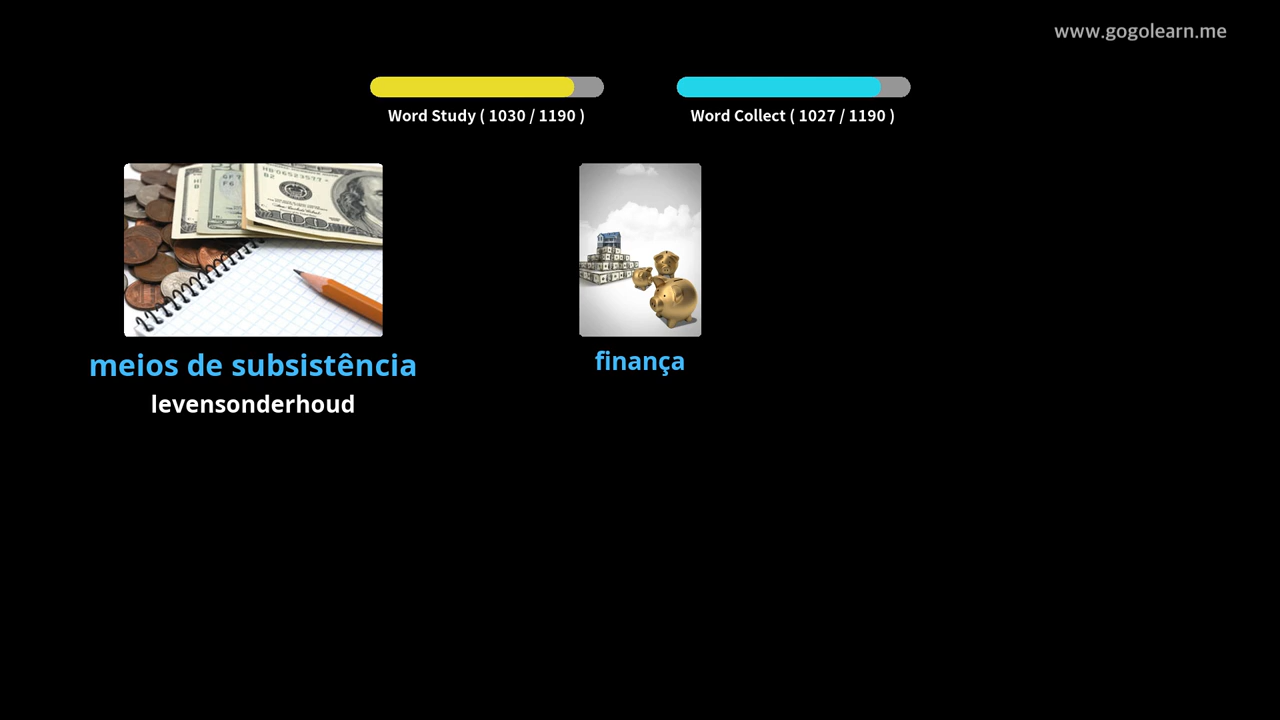 www.gogolearn.me
Word Study ( 1030 / 1190 )
Word Collect ( 1027 / 1190 )
meios de subsistência
finança
levensonderhoud